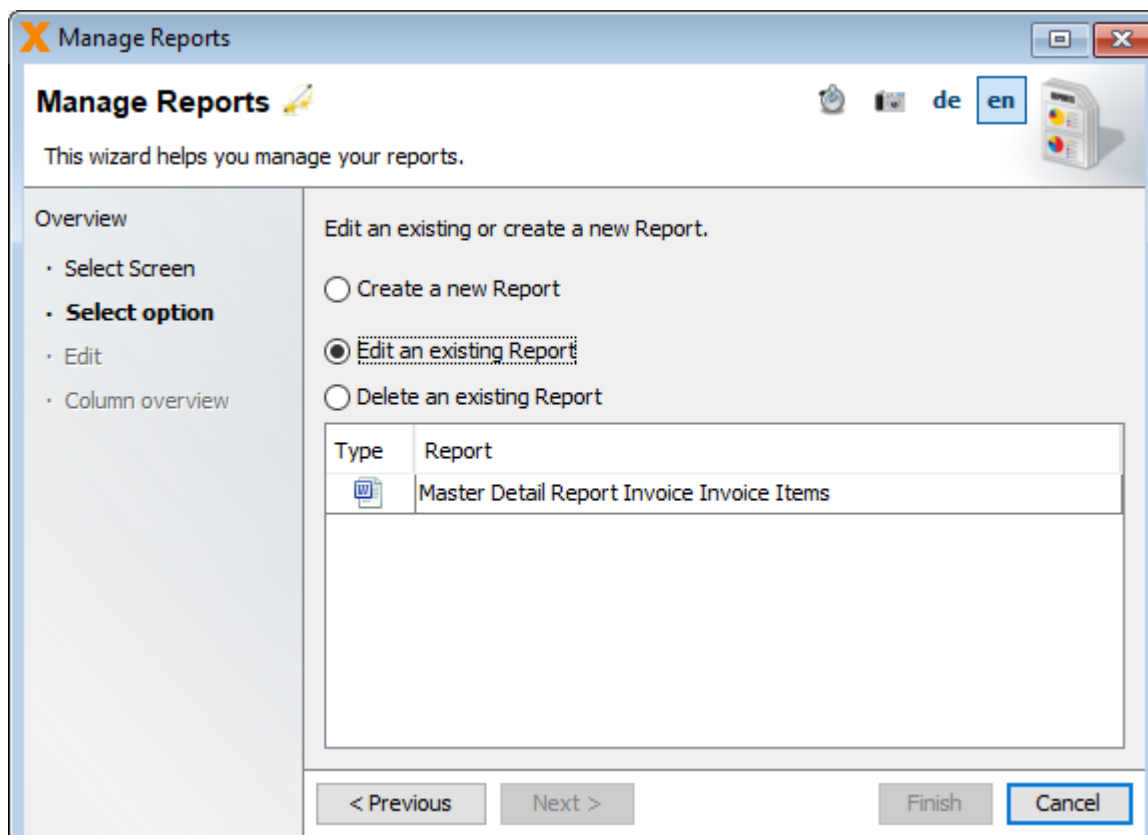 Manage Reports
Manage Reports
de en
This wizard helps you manage your reports.
Overview
· Select Screen
· Select option
· Edit
· Column overview
Edit an existing or create a new Report.
Create a new Report
Edit an existing Report
Delete an existing Report
Type Report
Master Detail Report Invoice Invoice Items
< Previous Next > Finish Cancel